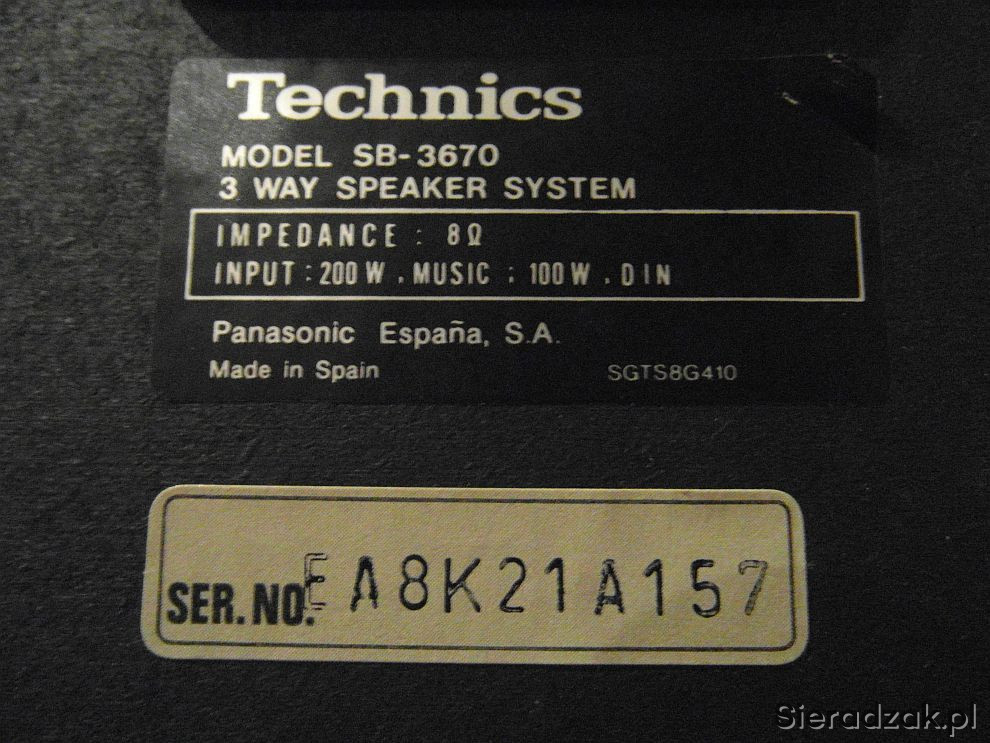 Technics
MODEL SB-3670
3 WAY SPEAKER SYSTEM
IMPEDANCE : 8Ω
INPUT : 200 W . MUSIC : 100 W . DIN
Panasonic España, S.A.
Made in Spain SGTS8G410
SER. NO. EA8K21A157
Sieradzak.pl